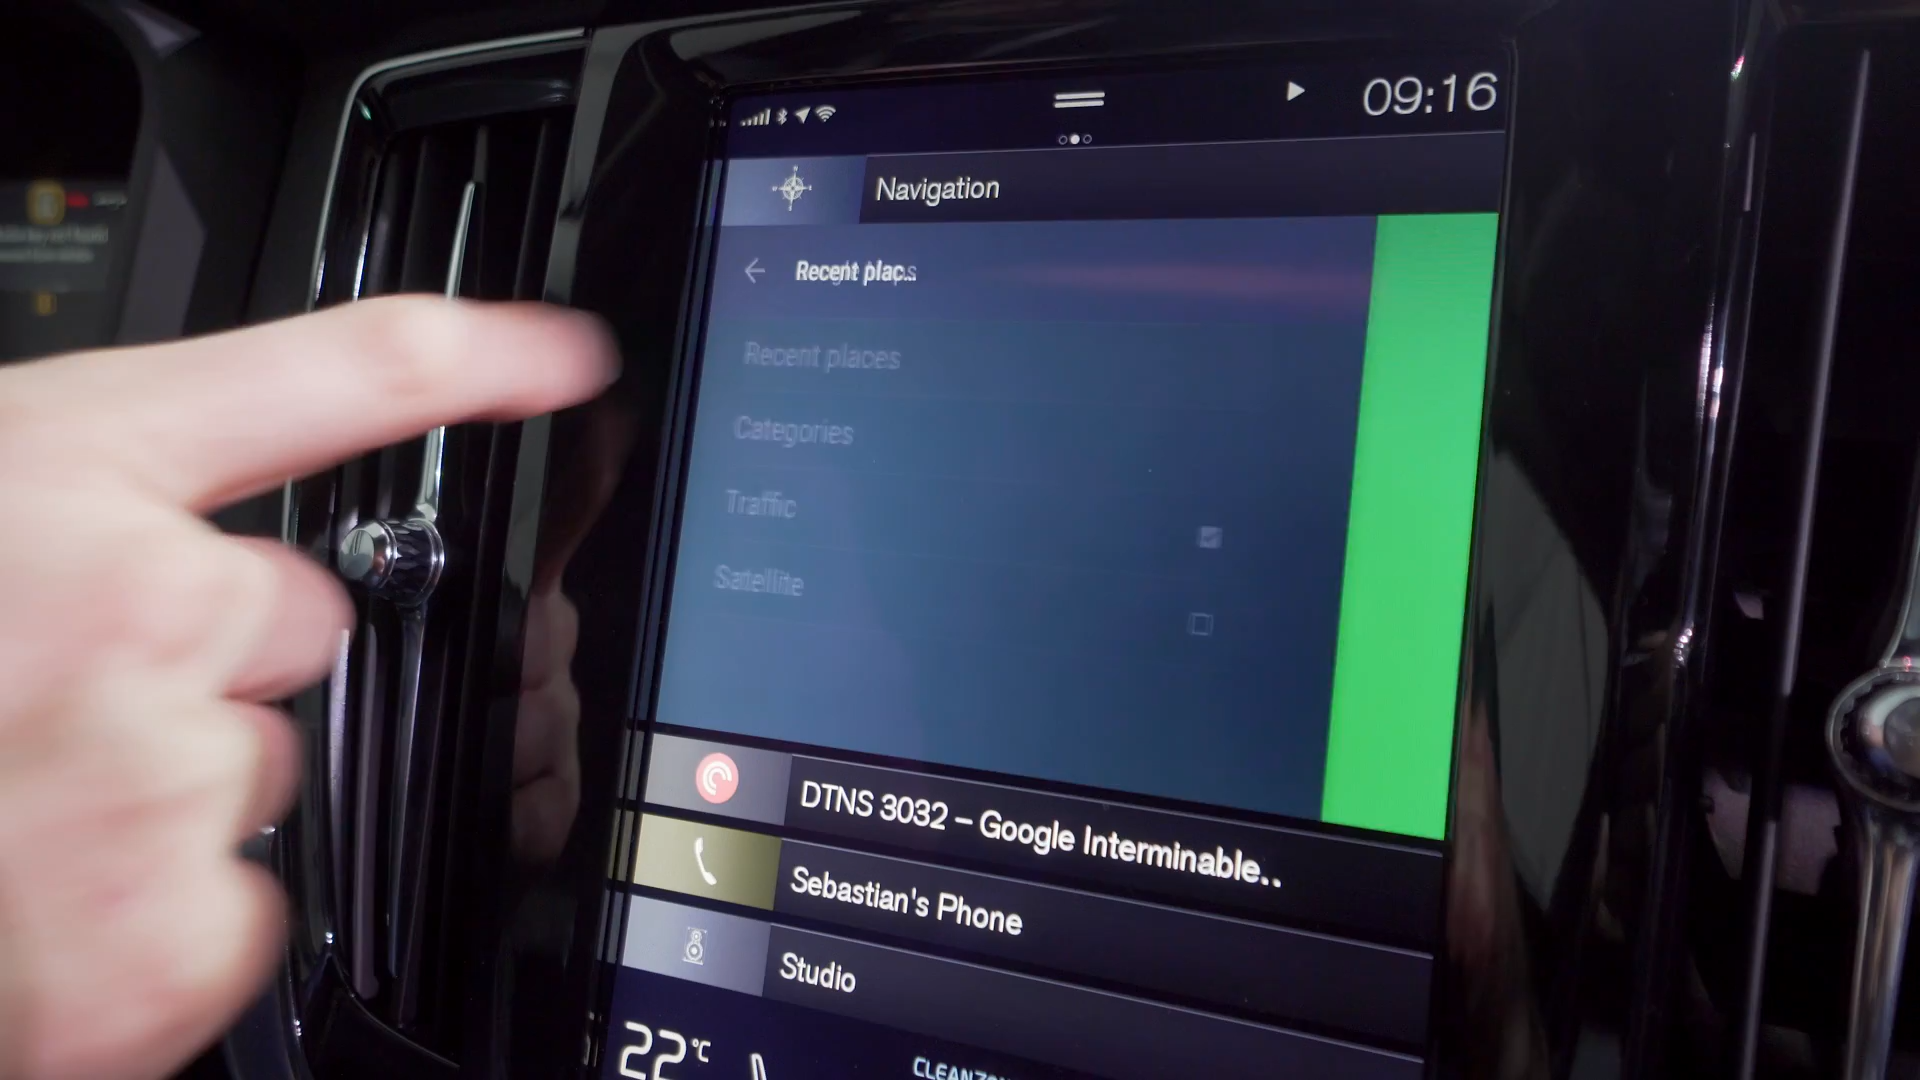 09:16
Navigation
Recent plac...
Recent places
Categories
Traffic
Satellite
DTNS 3032 – Google Interminable..
Sebastian's Phone
Studio
22°C